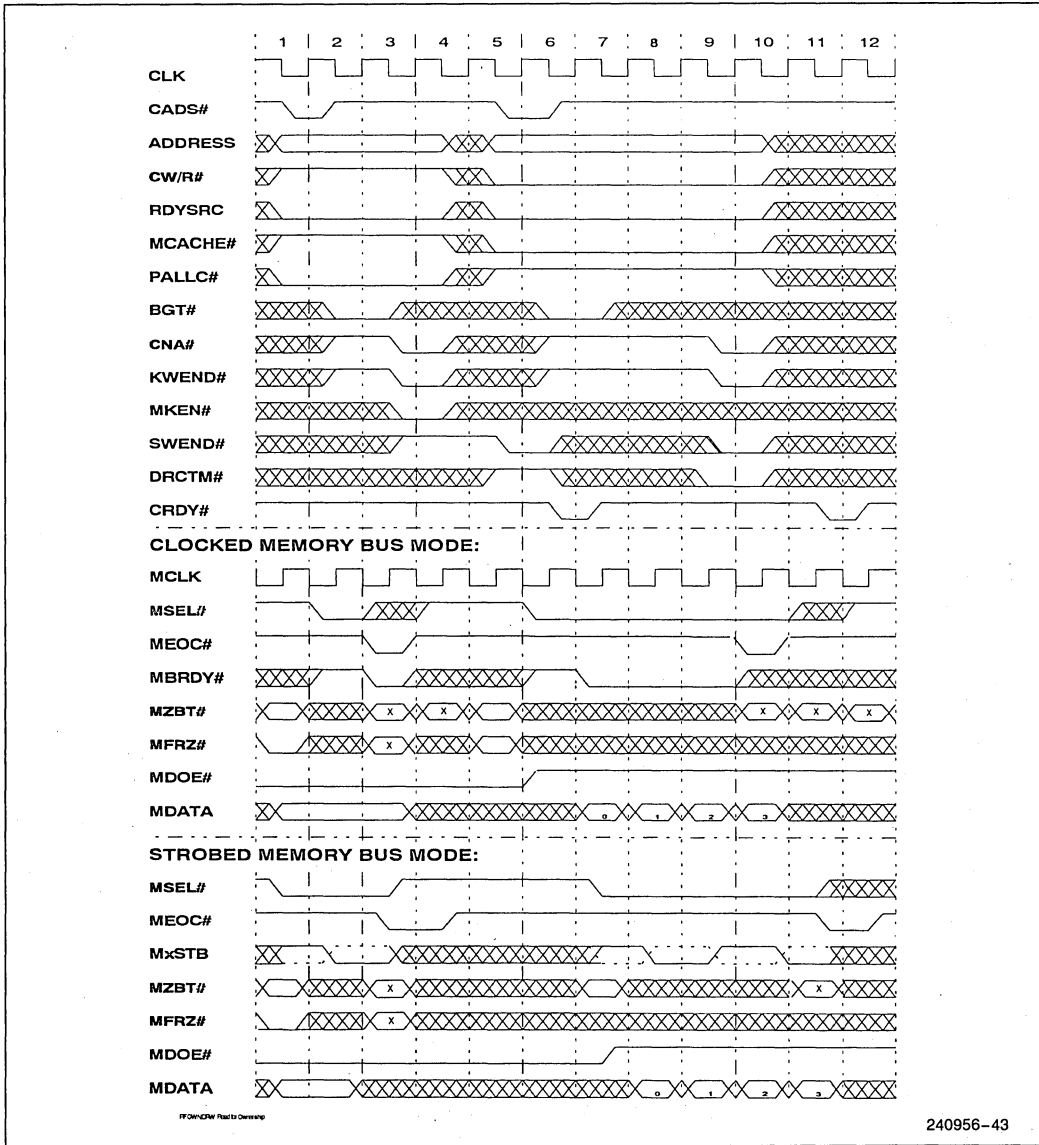 1 2 3 4 5 6 7 8 9 10 11 12
CLK
CADS#
ADDRESS
CW/R#
RDYSRC
MCACHE#
PALLC#
BGT#
CNA#
KWEND#
MKEN#
SWEND#
DRCTM#
CRDY#
CLOCKED MEMORY BUS MODE:
MCLK
MSEL#
MEOC#
MBRDY#
MZBT# x x x x x
MFRZ# x
MDOE#
MDATA 0 1 2 3
STROBED MEMORY BUS MODE:
MSEL#
MEOC#
MxSTB
MZBT# x x
MFRZ# x
MDOE#
MDATA 0 1 2 3
240956-43